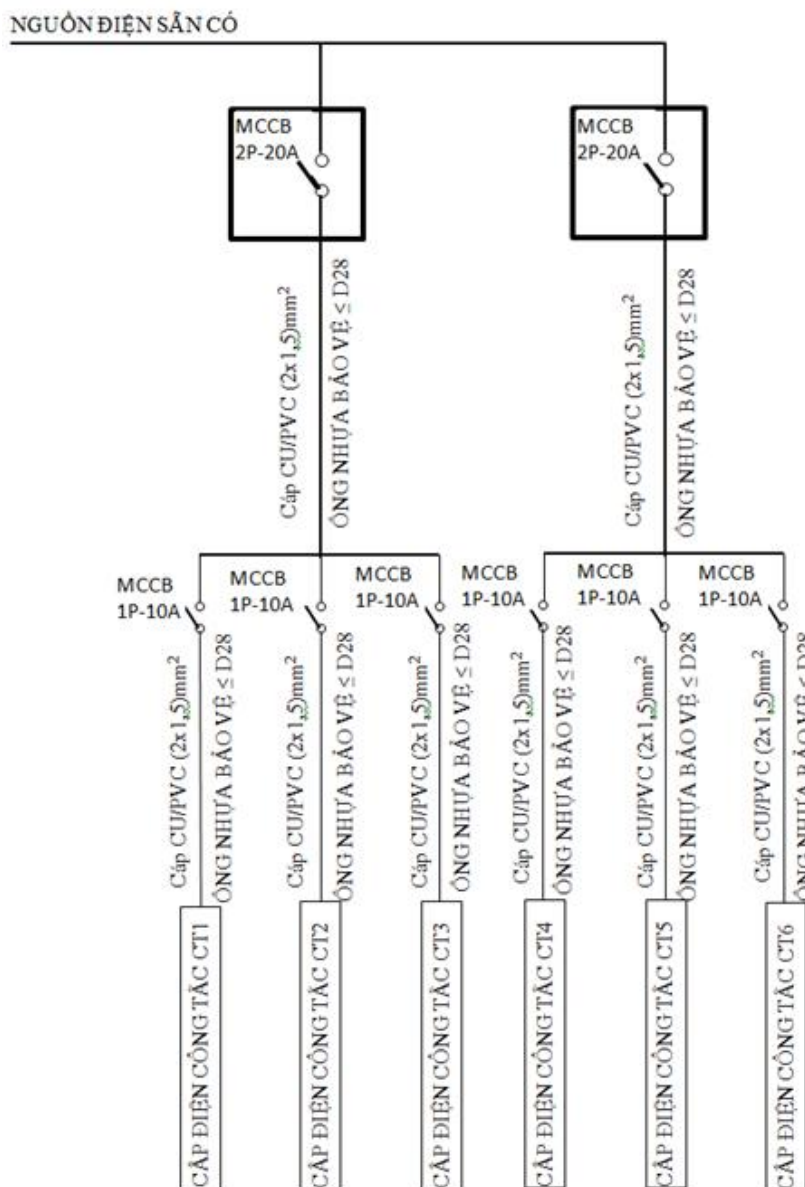 NGUỒN ĐIỆN SẴN CÓ
MCCB
2P-20A
MCCB
2P-20A
Cáp CU/PVC (2x1,5)mm²
ỐNG NHỰA BẢO VỆ ≤ D28
Cáp CU/PVC (2x1,5)mm²
ỐNG NHỰA BẢO VỆ ≤ D28
MCCB
1P-10A
MCCB
1P-10A
MCCB
1P-10A
MCCB
1P-10A
MCCB
1P-10A
MCCB
1P-10A
Cáp CU/PVC (2x1,5)mm²
ỐNG NHỰA BẢO VỆ ≤ D28
Cáp CU/PVC (2x1,5)mm²
ỐNG NHỰA BẢO VỆ ≤ D28
Cáp CU/PVC (2x1,5)mm²
ỐNG NHỰA BẢO VỆ ≤ D28
Cáp CU/PVC (2x1,5)mm²
ỐNG NHỰA BẢO VỆ ≤ D28
Cáp CU/PVC (2x1,5)mm²
ỐNG NHỰA BẢO VỆ ≤ D28
Cáp CU/PVC (2x1,5)mm²
ỐNG NHỰA BẢO VỆ ≤ D28
CẤP ĐIỆN CÔNG TẮC CT1
CẤP ĐIỆN CÔNG TẮC CT2
CẤP ĐIỆN CÔNG TẮC CT3
CẤP ĐIỆN CÔNG TẮC CT4
CẤP ĐIỆN CÔNG TẮC CT5
CẤP ĐIỆN CÔNG TẮC CT6